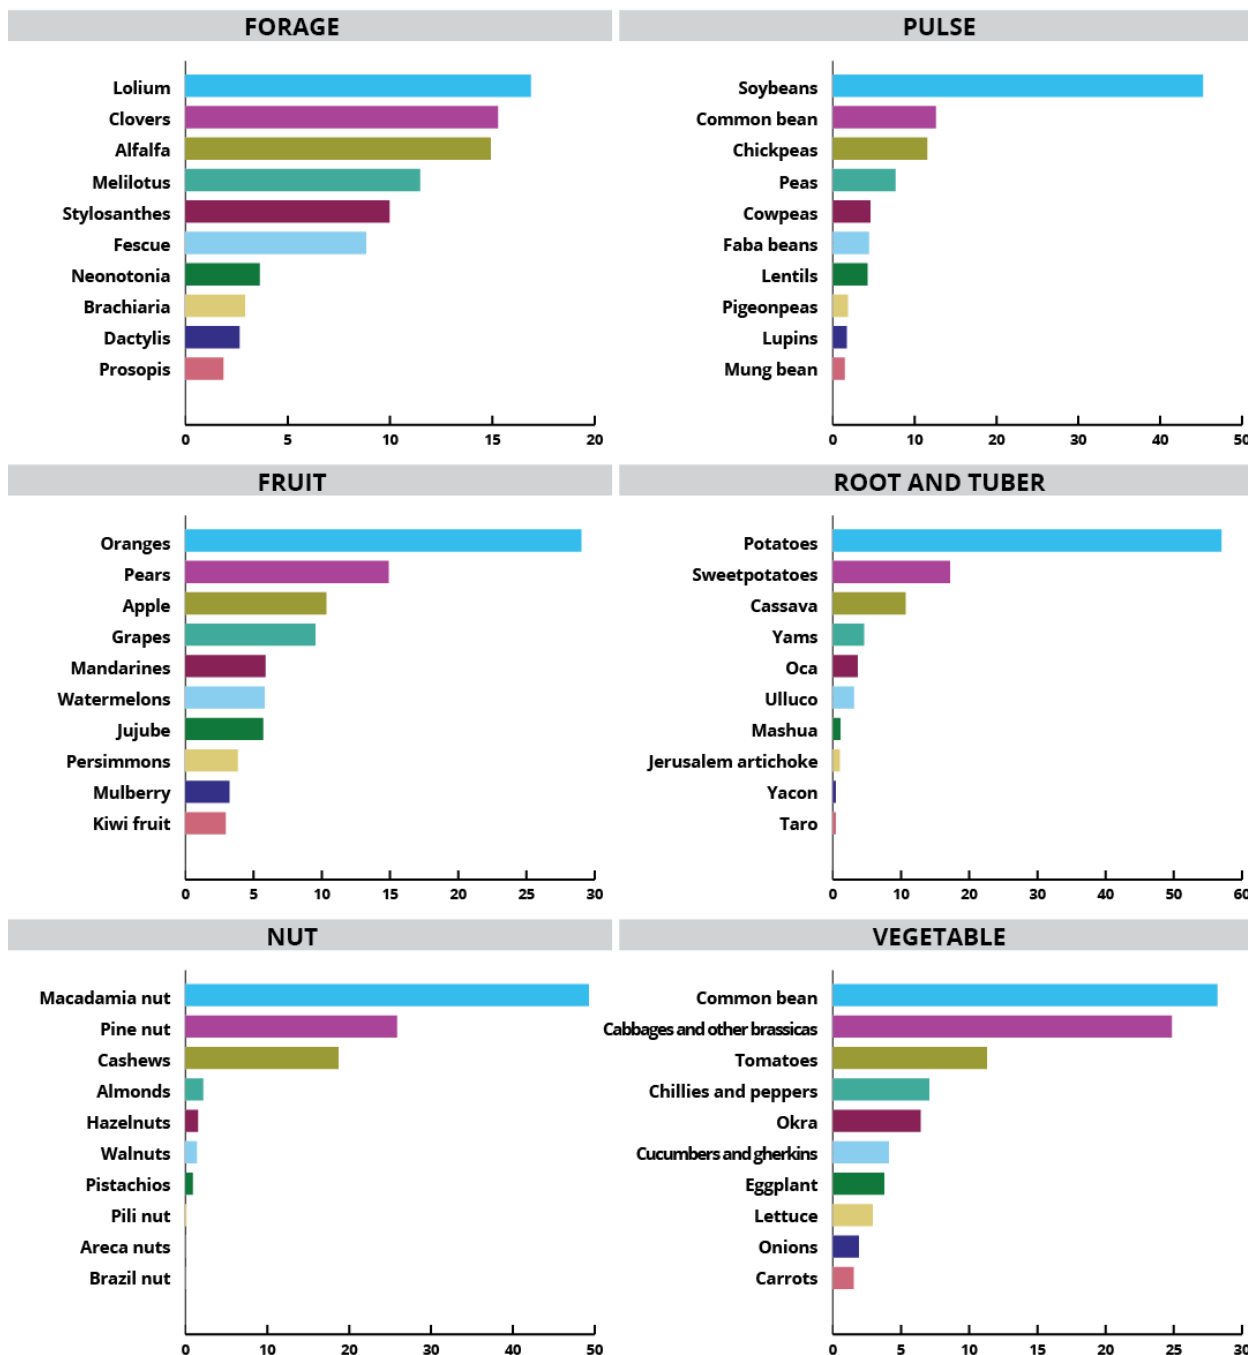 FORAGE
Lolium
Clovers
Alfalfa
Melilotus
Stylosanthes
Fescue
Neonotonia
Brachiaria
Dactylis
Prosopis
0 5 10 15 20
PULSE
Soybeans
Common bean
Chickpeas
Peas
Cowpeas
Faba beans
Lentils
Pigeonpeas
Lupins
Mung bean
0 10 20 30 40 50
FRUIT
Oranges
Pears
Apple
Grapes
Mandarines
Watermelons
Jujube
Persimmons
Mulberry
Kiwi fruit
0 5 10 15 20 25 30
ROOT AND TUBER
Potatoes
Sweetpotatoes
Cassava
Yams
Oca
Ulluco
Mashua
Jerusalem artichoke
Yacon
Taro
0 10 20 30 40 50 60
NUT
Macadamia nut
Pine nut
Cashews
Almonds
Hazelnuts
Walnuts
Pistachios
Pili nut
Areca nuts
Brazil nut
0 10 20 30 40 50
VEGETABLE
Common bean
Cabbages and other brassicas
Tomatoes
Chillies and peppers
Okra
Cucumbers and gherkins
Eggplant
Lettuce
Onions
Carrots
0 5 10 15 20 25 30